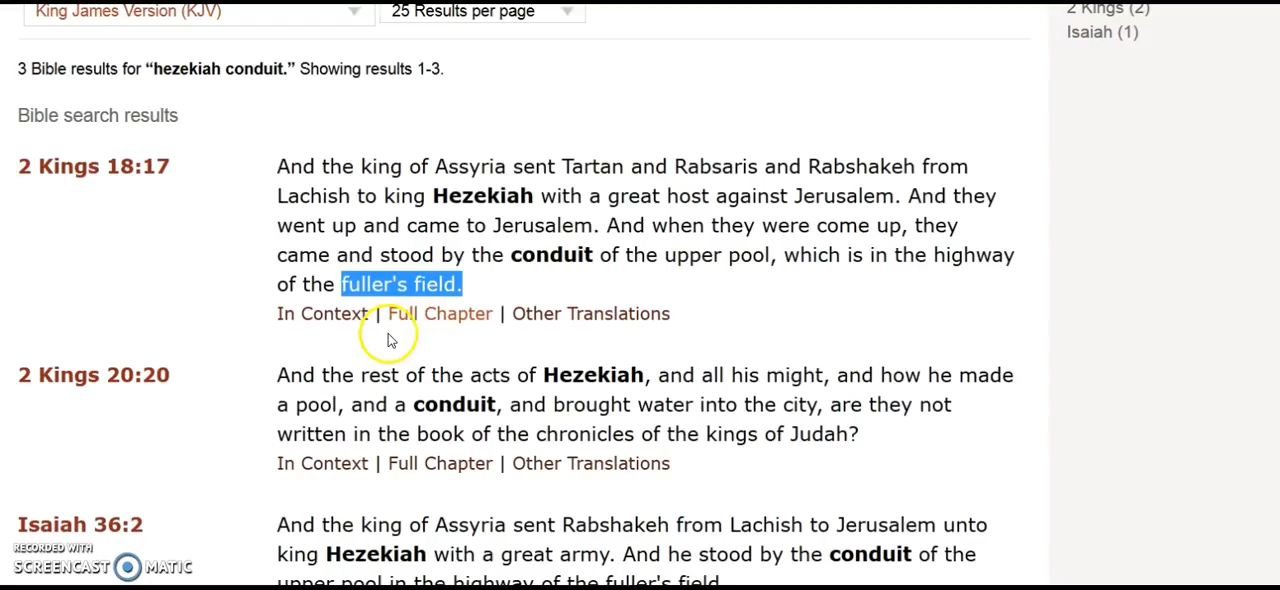 King James Version (KJV)
25 Results per page
2 Kings (2)
Isaiah (1)
3 Bible results for “hezekiah conduit.” Showing results 1-3.
Bible search results
2 Kings 18:17
And the king of Assyria sent Tartan and Rabsaris and Rabshakeh from
Lachish to king Hezekiah with a great host against Jerusalem. And they
went up and came to Jerusalem. And when they were come up, they
came and stood by the conduit of the upper pool, which is in the highway
of the fuller's field.
In Context | Full Chapter | Other Translations
2 Kings 20:20
And the rest of the acts of Hezekiah, and all his might, and how he made
a pool, and a conduit, and brought water into the city, are they not
written in the book of the chronicles of the kings of Judah?
In Context | Full Chapter | Other Translations
Isaiah 36:2
And the king of Assyria sent Rabshakeh from Lachish to Jerusalem unto
king Hezekiah with a great army. And he stood by the conduit of the
upper pool in the highway of the fuller's field.
RECORDED WITH
SCREENCAST MATIC